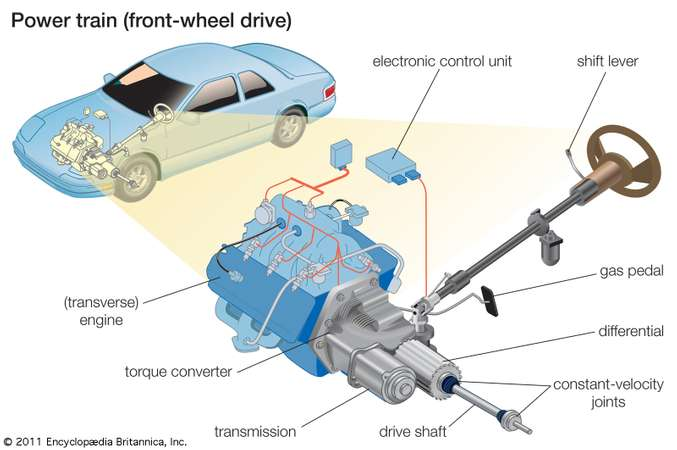 Power train (front-wheel drive)
electronic control unit
shift lever
gas pedal
(transverse)
engine
differential
torque converter
constant-velocity
joints
transmission
drive shaft
© 2011 Encyclopædia Britannica, Inc.